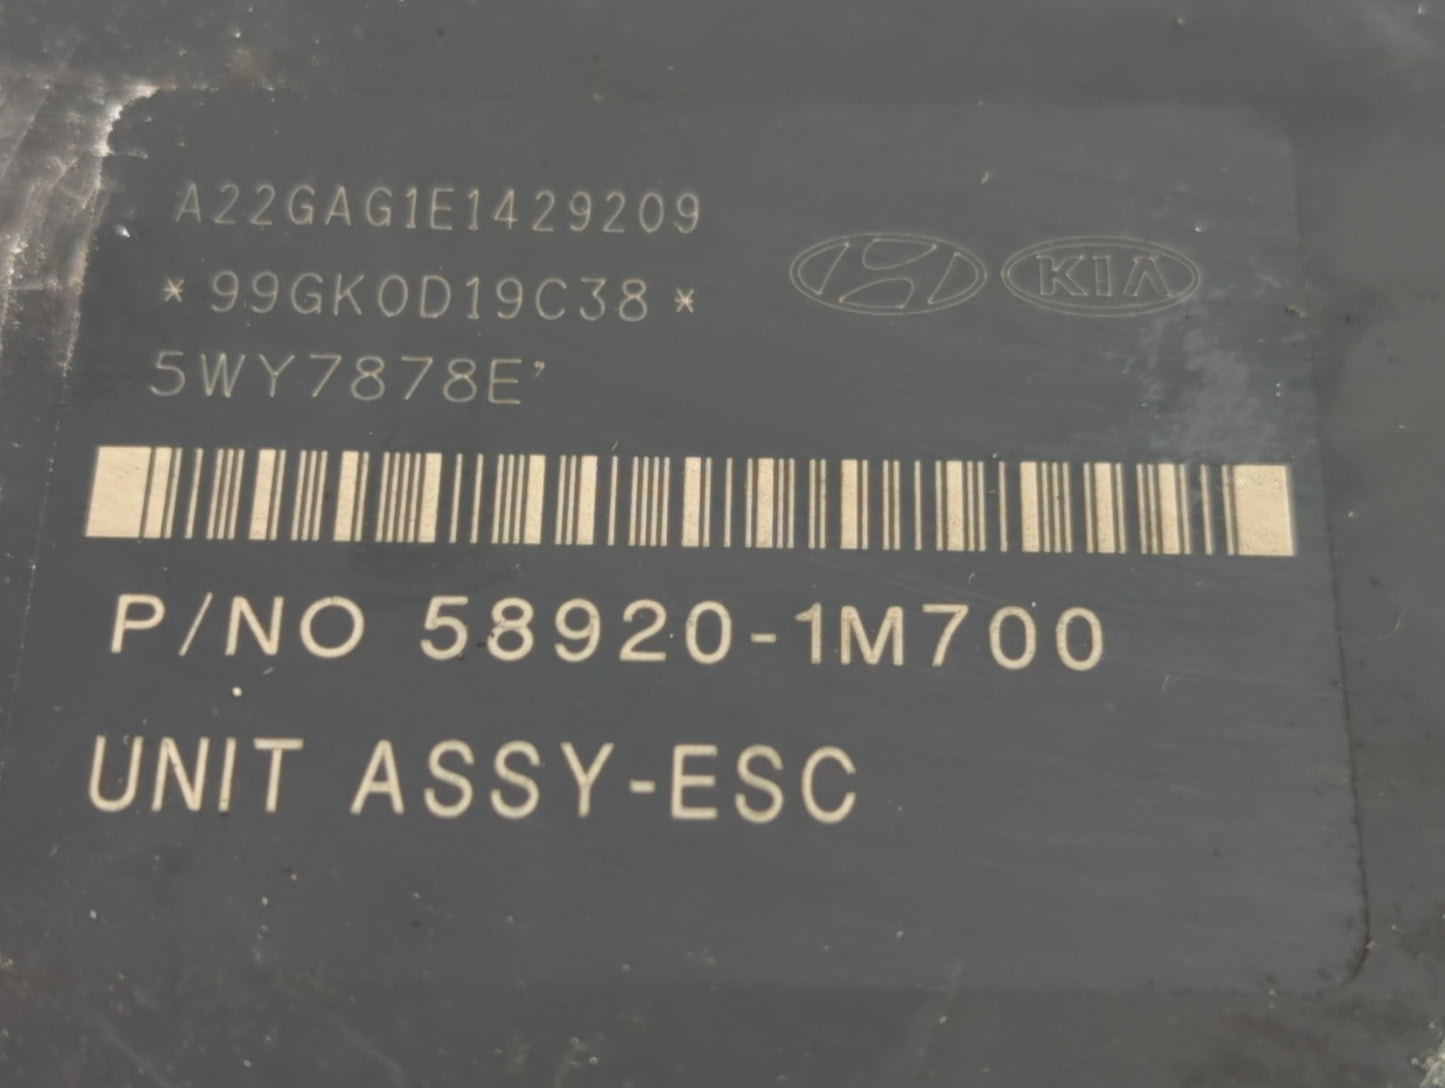 A22GAG1E1429209
*99GK0D19C38*
KIA
5WY7878E'
P/NO 58920-1M700
UNIT ASSY-ESC